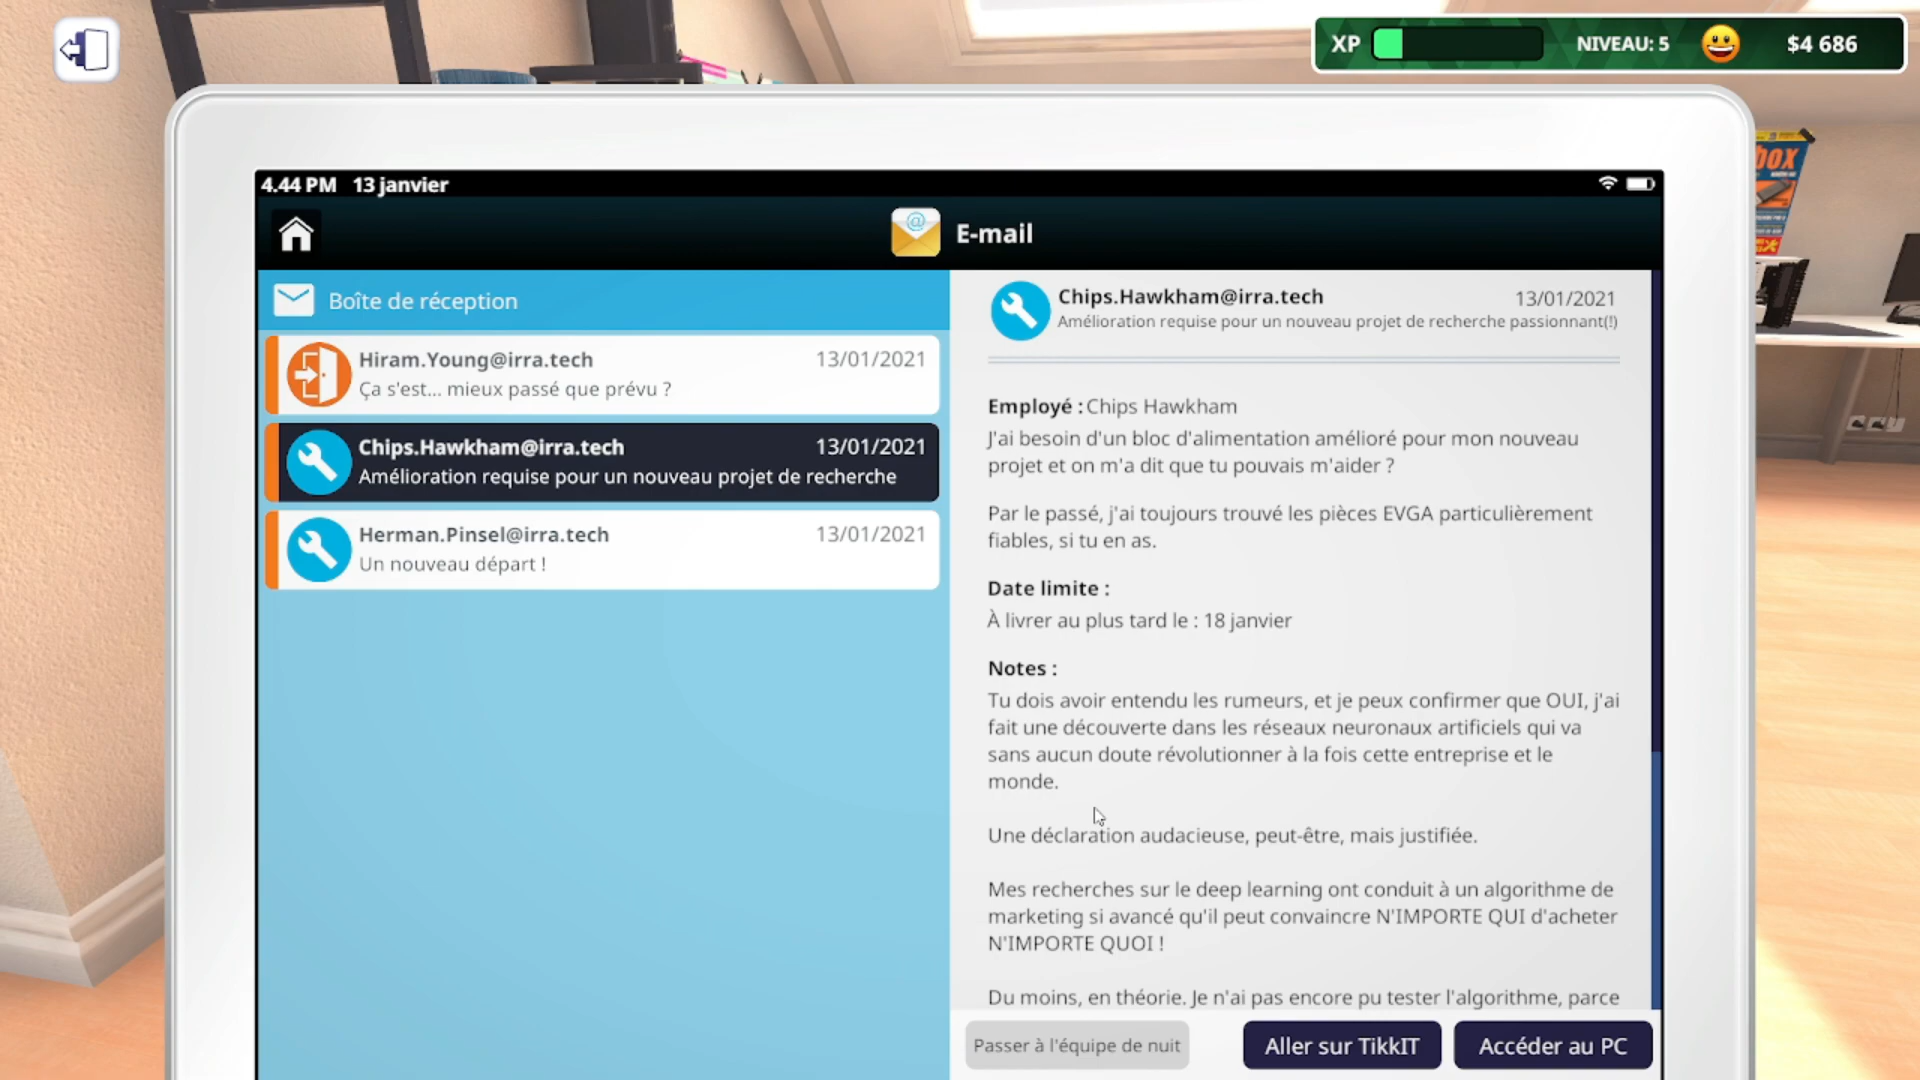 XP NIVEAU: 5 $4 686
4.44 PM 13 janvier
E-mail
Boîte de réception
Hiram.Young@irra.tech 13/01/2021
Ça s'est... mieux passé que prévu ?
Chips.Hawkham@irra.tech 13/01/2021
Amélioration requise pour un nouveau projet de recherche
Herman.Pinsel@irra.tech 13/01/2021
Un nouveau départ !
Chips.Hawkham@irra.tech 13/01/2021
Amélioration requise pour un nouveau projet de recherche passionnant(!)
Employé : Chips Hawkham
J'ai besoin d'un bloc d'alimentation amélioré pour mon nouveau
projet et on m'a dit que tu pouvais m'aider ?
Par le passé, j'ai toujours trouvé les pièces EVGA particulièrement
fiables, si tu en as.
Date limite :
À livrer au plus tard le : 18 janvier
Notes :
Tu dois avoir entendu les rumeurs, et je peux confirmer que OUI, j'ai
fait une découverte dans les réseaux neuronaux artificiels qui va
sans aucun doute révolutionner à la fois cette entreprise et le
monde.
Une déclaration audacieuse, peut-être, mais justifiée.
Mes recherches sur le deep learning ont conduit à un algorithme de
marketing si avancé qu'il peut convaincre N'IMPORTE QUI d'acheter
N'IMPORTE QUOI !
Du moins, en théorie. Je n'ai pas encore pu tester l'algorithme, parce
Passer à l'équipe de nuit Aller sur TikkIT Accéder au PC